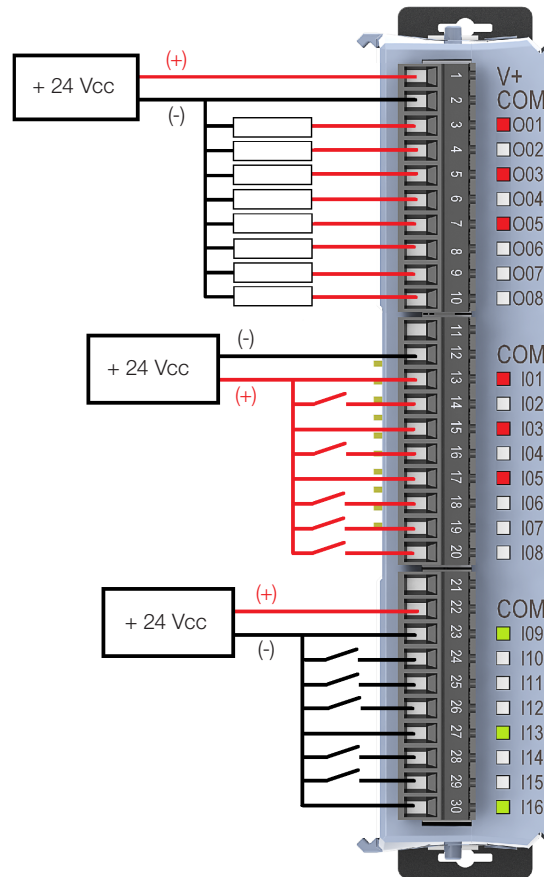 (+)
+ 24 Vcc
(-)
1 V+
2 COM
3 O01
4 O02
5 O03
6 O04
7 O05
8 O06
9 O07
10 O08
11
(-)
12 COM
+ 24 Vcc
13 I01
(+)
14 I02
15 I03
16 I04
17 I05
18 I06
19 I07
20 I08
21
(+)
22 COM
+ 24 Vcc
23 I09
(-)
24 I10
25 I11
26 I12
27 I13
28 I14
29 I15
30 I16